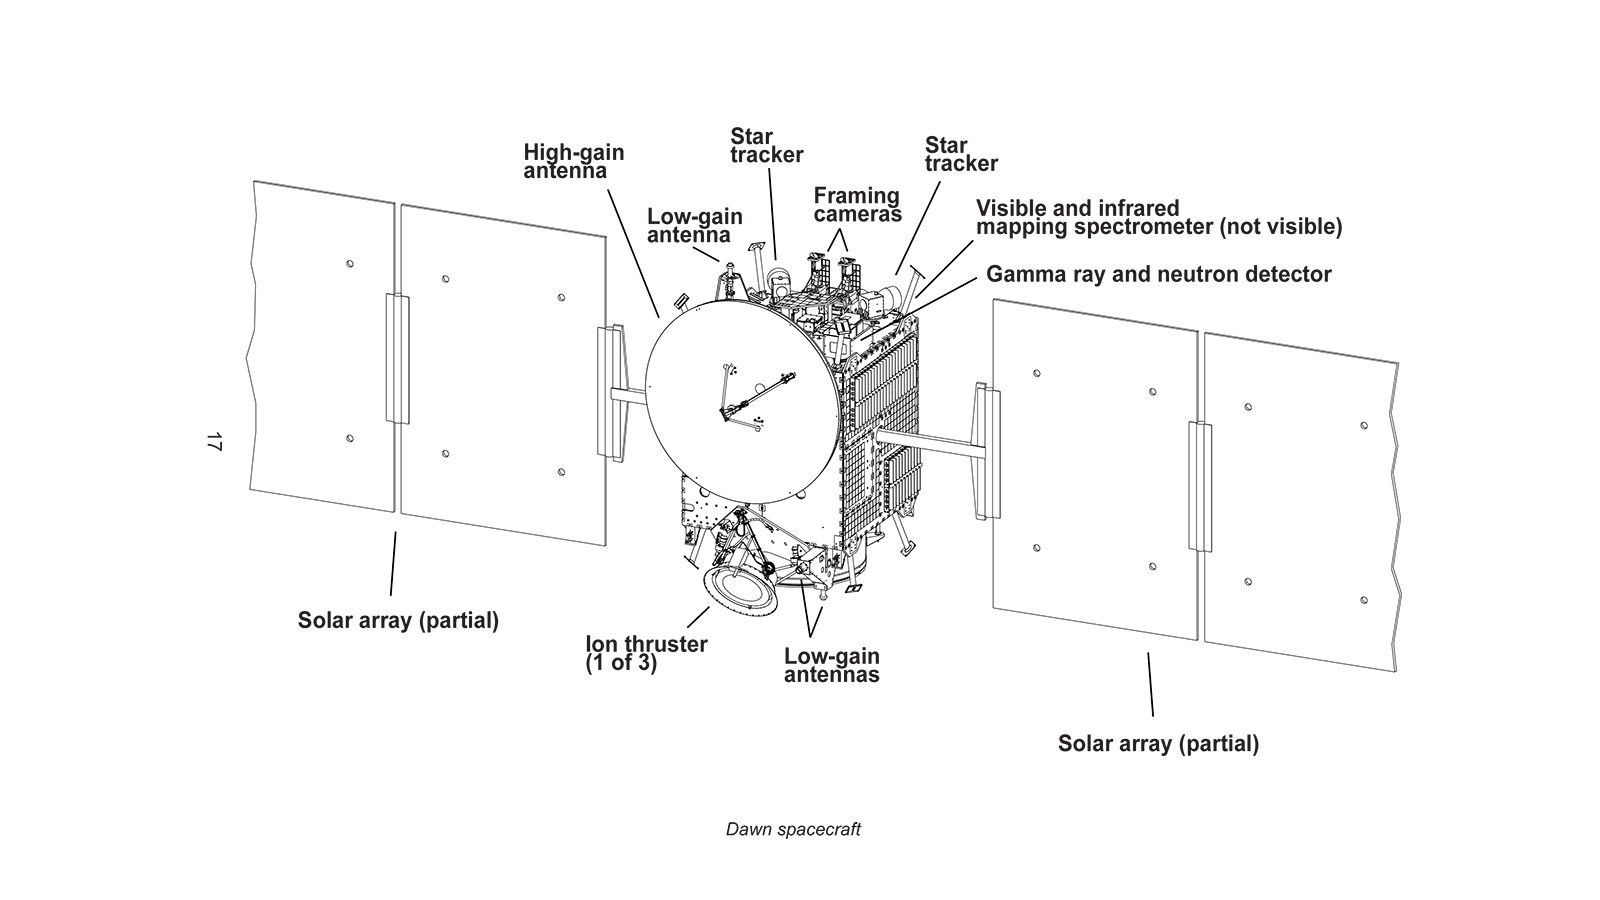 Star
tracker
Star
tracker
High-gain
antenna
Framing
cameras
Visible and infrared
mapping spectrometer (not visible)
Low-gain
antenna
Gamma ray and neutron detector
17
Solar array (partial)
Ion thruster
(1 of 3)
Low-gain
antennas
Solar array (partial)
Dawn spacecraft